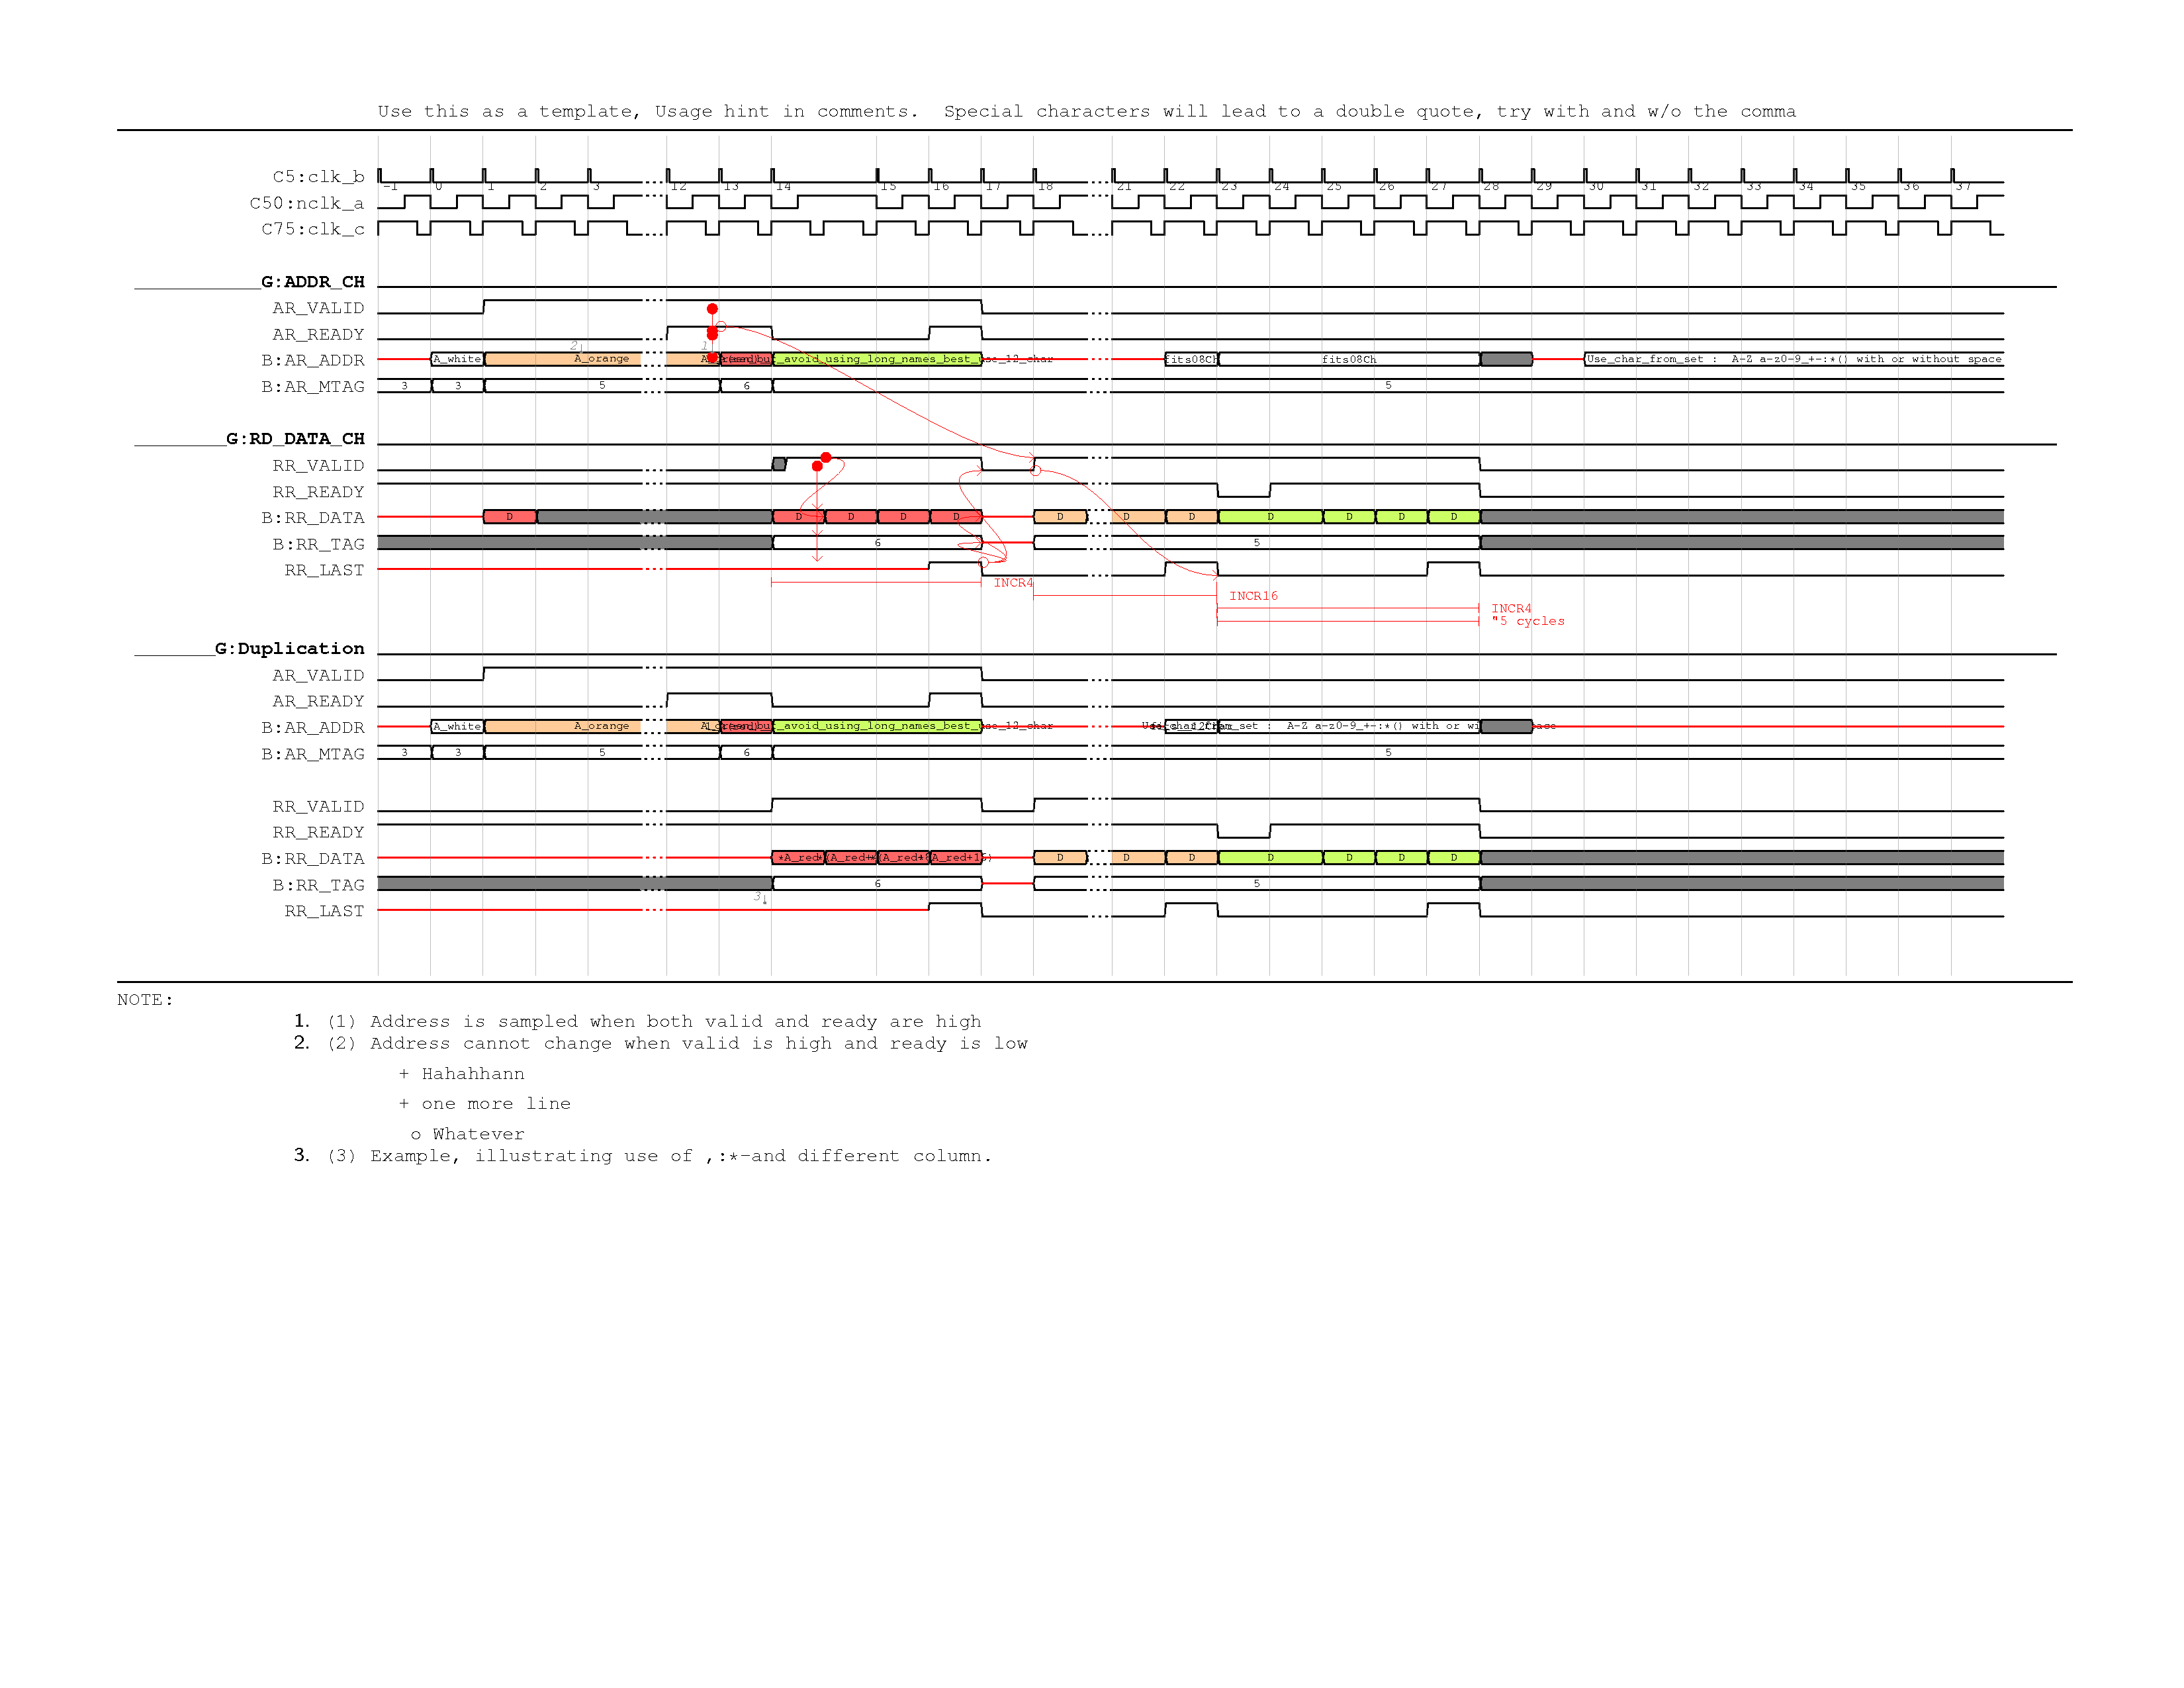 Use this as a template, Usage hint in comments.  Special characters will lead to a double quote, try with and w/o the comma
C5:clk_b
-1 0 1 2 3 12 13 14 15 16 17 18 21 22 23 24 25 26 27 28 29 30 31 32 33 34 35 36 37
C50:nclk_a
C75:clk_c
G:ADDR_CH
AR_VALID
AR_READY
2 1
B:AR_ADDR A_white A_orange avoid_using_long_names_best_use_12_char fits08Ch fits08Ch Use_char_from_set :  A-Z a-z0-9_+-:*() with or without space
B:AR_MTAG 3 3 5 6 5
G:RD_DATA_CH
RR_VALID
RR_READY
B:RR_DATA D D D D D D D D D D D D
B:RR_TAG 6 5
RR_LAST
INCR4
INCR16
INCR4
"5 cycles
G:Duplication
AR_VALID
AR_READY
B:AR_ADDR A_white A_orange avoid_using_long_names_best_use_12_char _set :  A-Z a-z0-9_+-:*() with or
B:AR_MTAG 3 3 5 6 5
RR_VALID
RR_READY
B:RR_DATA *A_red* (A_red+* (A_red*8 (A_red+16) D D D D D D D
B:RR_TAG 6 5
3
RR_LAST
NOTE:
1. (1) Address is sampled when both valid and ready are high
2. (2) Address cannot change when valid is high and ready is low
+ Hahahhann
+ one more line
o Whatever
3. (3) Example, illustrating use of ,:*-and different column.